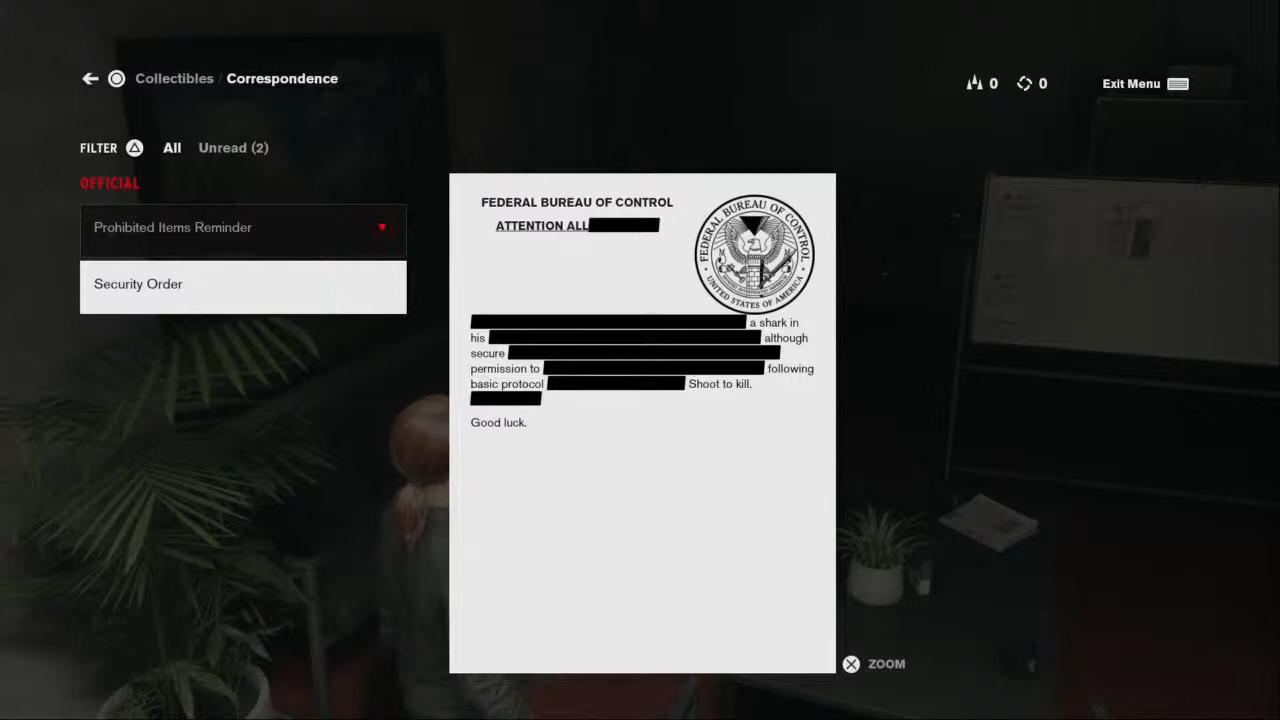 Collectibles / Correspondence
0
0
Exit Menu
FILTER All Unread (2)
OFFICIAL
Prohibited Items Reminder
Security Order
FEDERAL BUREAU OF CONTROL
ATTENTION ALL
FEDERAL BUREAU OF CONTROL
UNITED STATES OF AMERICA
a shark in
his although
secure
permission to following
basic protocol Shoot to kill.
Good luck.
ZOOM